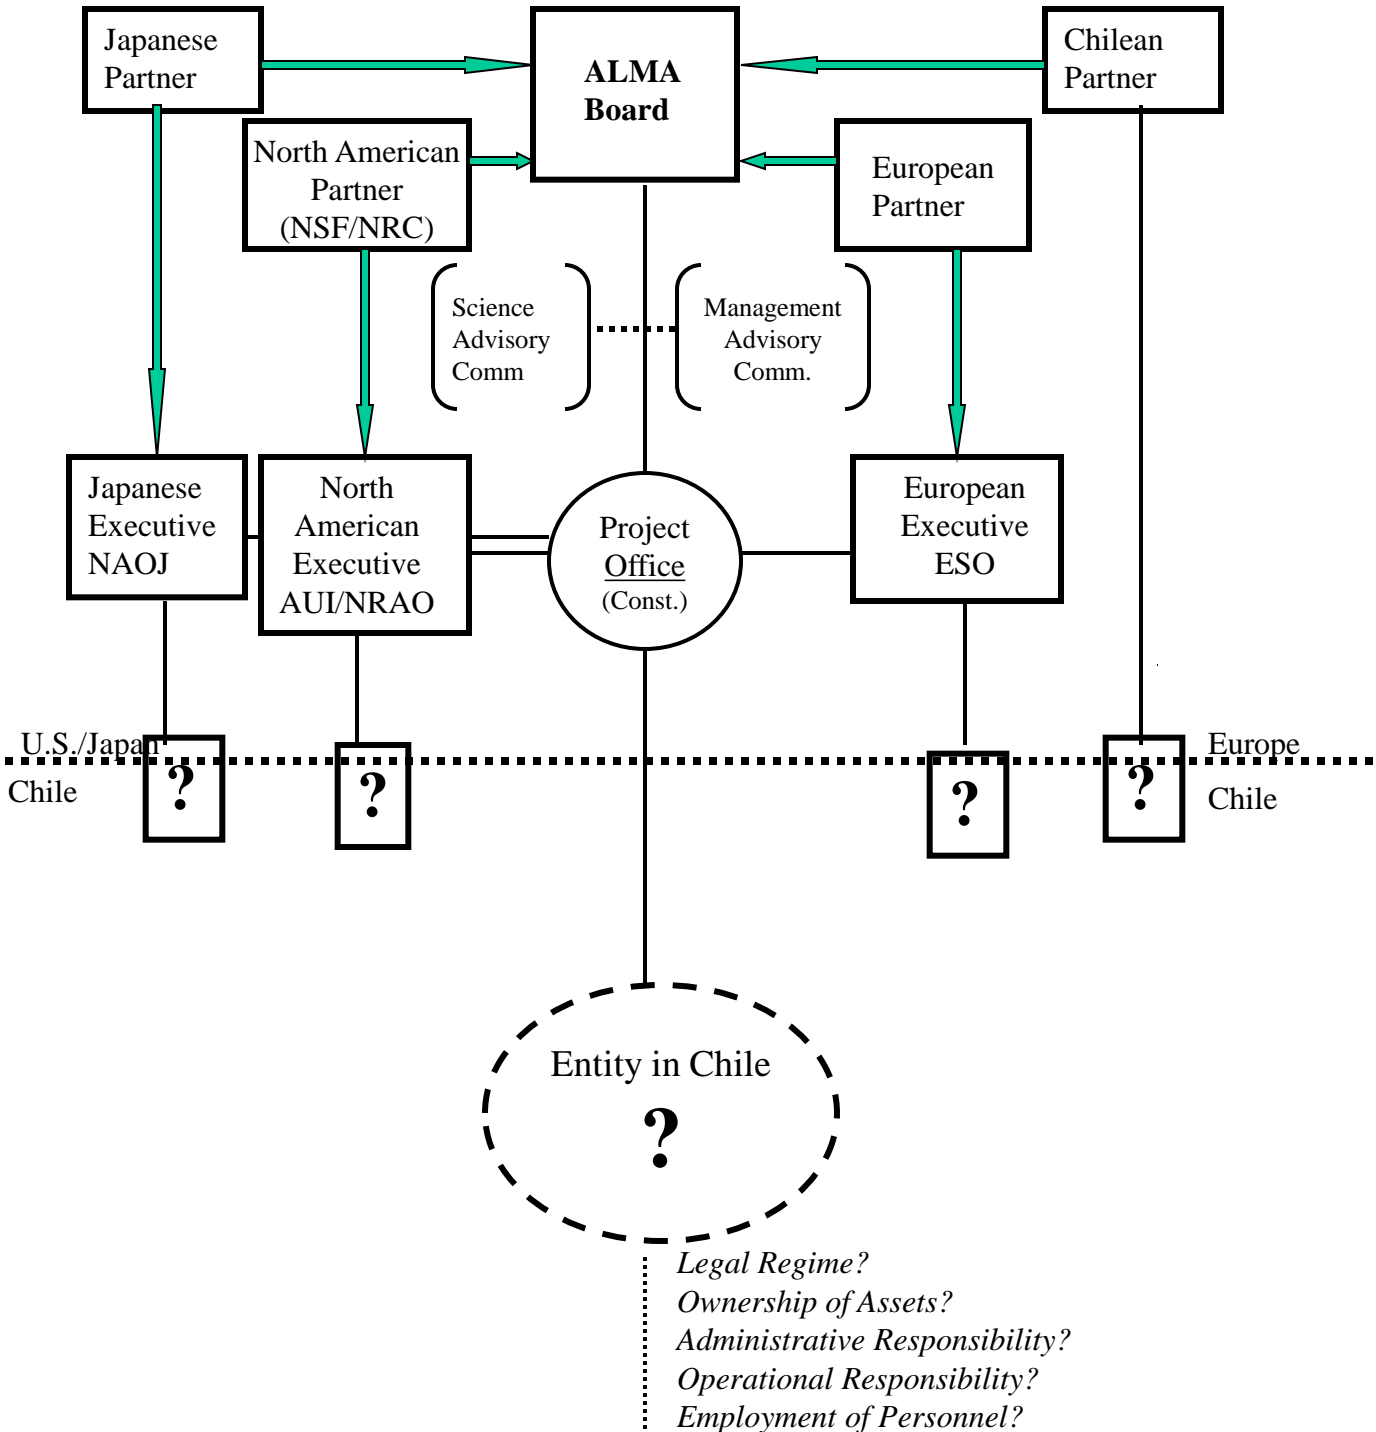 Japanese
Partner
ALMA
Board
Chilean
Partner
North American
Partner
(NSF/NRC)
European
Partner
Science
Advisory
Comm
Management
Advisory
Comm.
Japanese
Executive
NAOJ
North
American
Executive
AUI/NRAO
Project
Office
(Const.)
European
Executive
ESO
U.S./Japan
Europe
Chile
Chile
?
?
?
?
Entity in Chile
?
Legal Regime?
Ownership of Assets?
Administrative Responsibility?
Operational Responsibility?
Employment of Personnel?